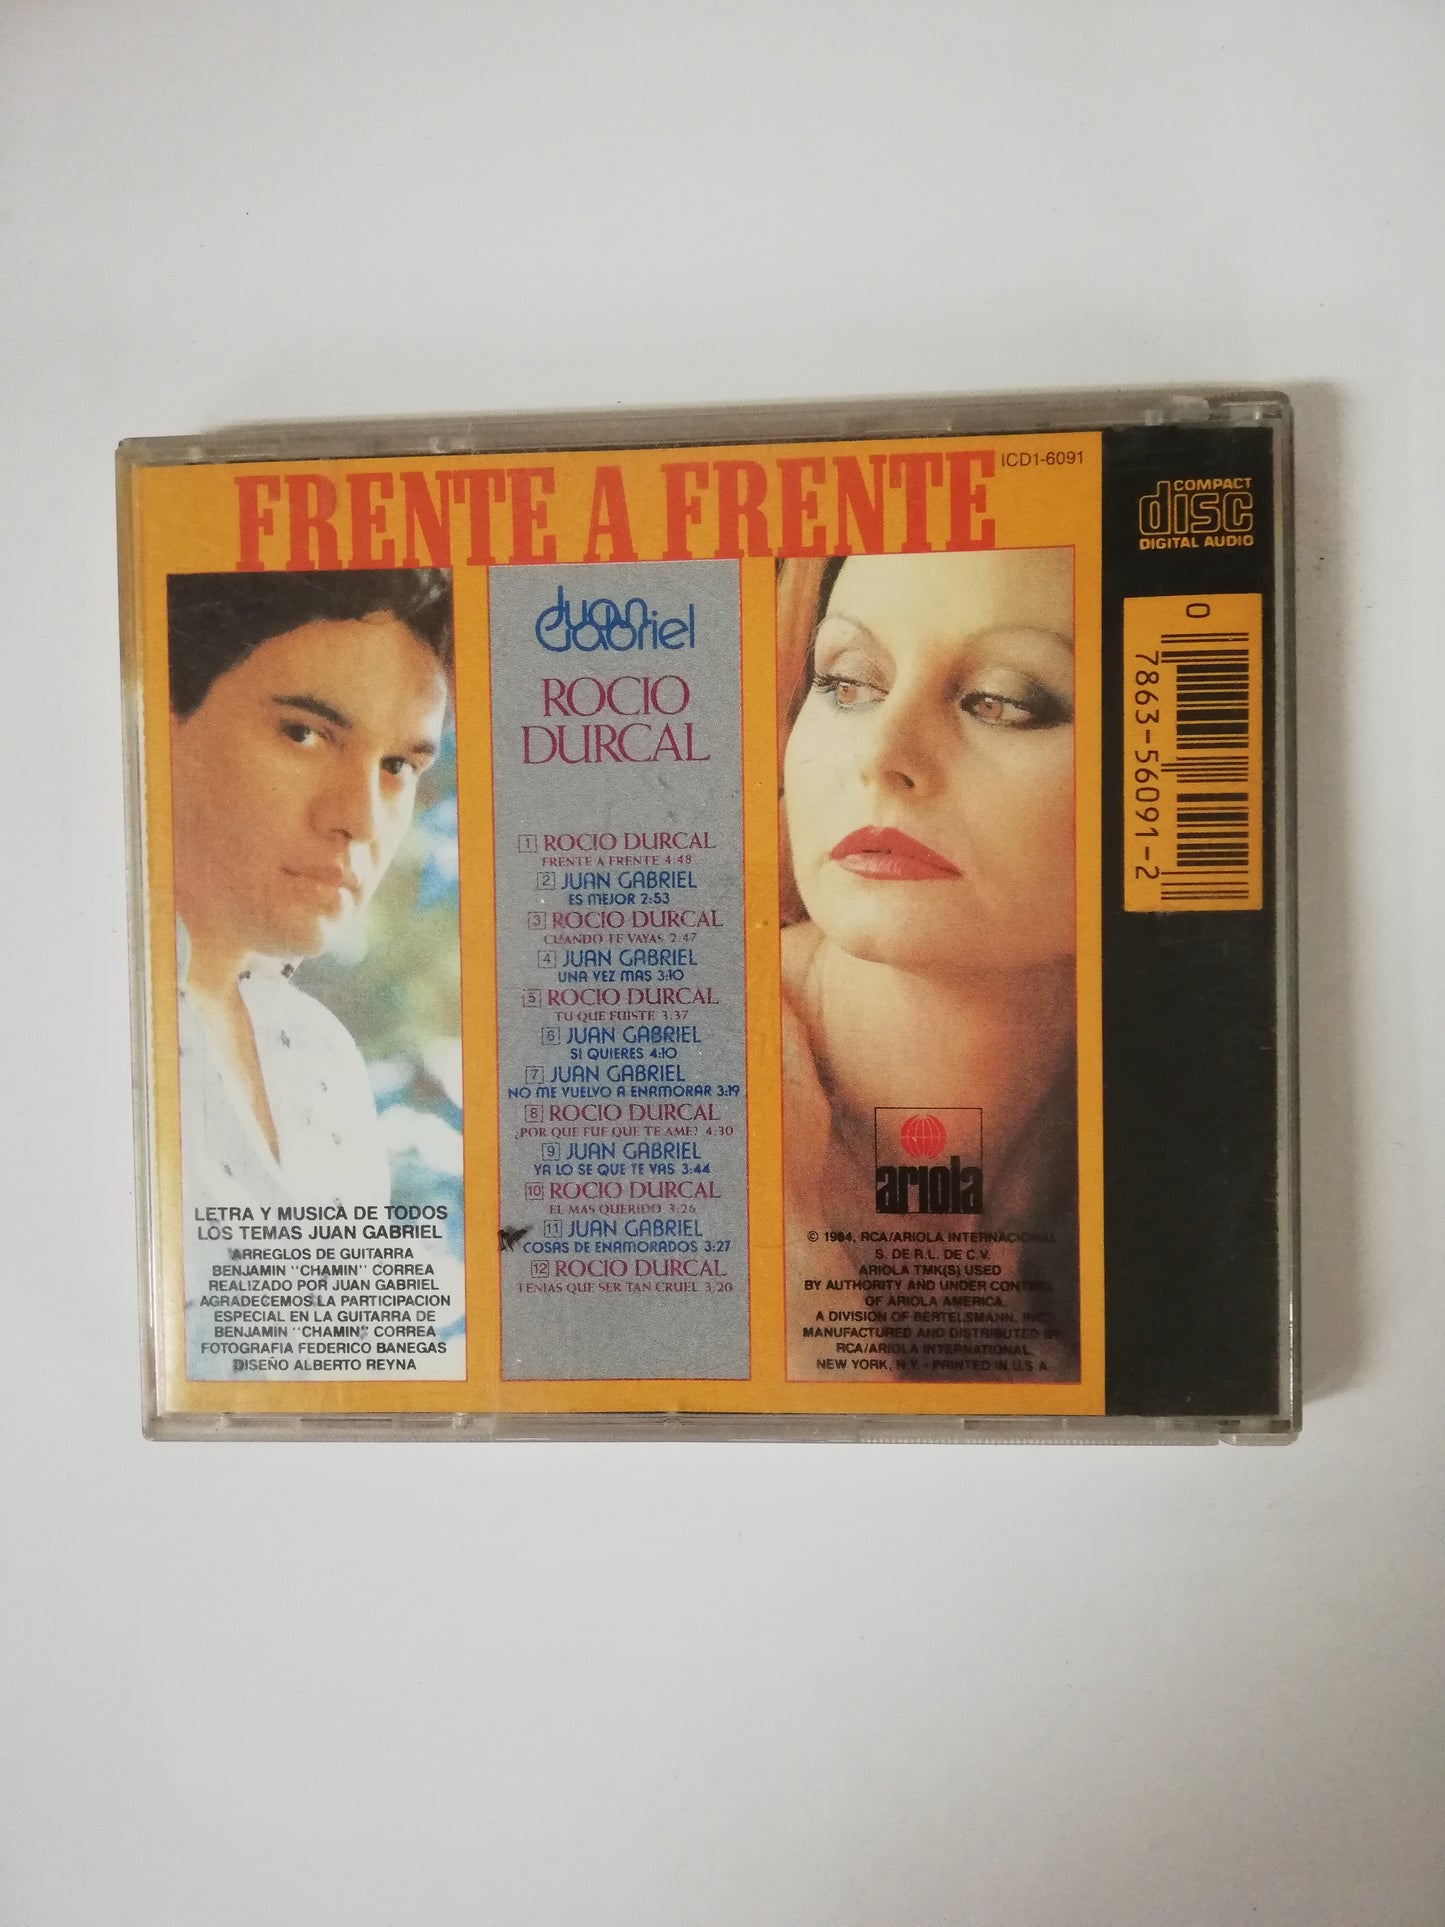 FRENTE A FRENTE
ICD1-6091
COMPACT
disc
DIGITAL AUDIO
0
7863-56091-2
Juan
Gabriel
ROCIO
DURCAL
1 ROCIO DURCAL
FRENTE A FRENTE 4:48
2 JUAN GABRIEL
ES MEJOR 2:53
3 ROCIO DURCAL
CUANDO TE VAYAS 2:47
4 JUAN GABRIEL
UNA VEZ MAS 3:10
5 ROCIO DURCAL
TU QUE FUISTE 3:37
6 JUAN GABRIEL
SI QUIERES 4:10
7 JUAN GABRIEL
NO ME VUELVO A ENAMORAR 3:19
8 ROCIO DURCAL
¿POR QUE FUE QUE TE AME? 4:30
9 JUAN GABRIEL
YA LO SE QUE TE VAS 3:44
10 ROCIO DURCAL
EL MAS QUERIDO 3:26
11 JUAN GABRIEL
COSAS DE ENAMORADOS 3:27
12 ROCIO DURCAL
TENIAS QUE SER TAN CRUEL 3:20
LETRA Y MUSICA DE TODOS
LOS TEMAS JUAN GABRIEL
ARREGLOS DE GUITARRA
BENJAMIN "CHAMIN" CORREA
REALIZADO POR JUAN GABRIEL
AGRADECEMOS LA PARTICIPACION
ESPECIAL EN LA GUITARRA DE
BENJAMIN "CHAMIN" CORREA
FOTOGRAFIA FEDERICO BANEGAS
DISEÑO ALBERTO REYNA
ariola
© 1984, RCA/ARIOLA INTERNACIONAL
S. DE R.L. DE C.V.
ARIOLA TMK(S) USED
BY AUTHORITY AND UNDER CONTROL
OF ARIOLA AMERICA,
A DIVISION OF BERTELSMANN, INC.
MANUFACTURED AND DISTRIBUTED BY
RCA/ARIOLA INTERNATIONAL,
NEW YORK, N.Y. • PRINTED IN U.S.A.